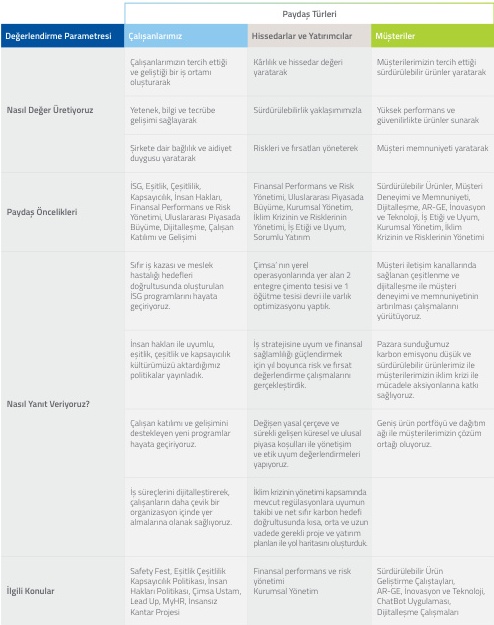 Paydaş Türleri
Değerlendirme Parametresi
Çalışanlarımız
Hissedarlar ve Yatırımcılar
Müşteriler
Nasıl Değer Üretiyoruz
Çalışanlarımızın tercih ettiği
ve geliştiği bir iş ortamı
oluşturarak
Kârlılık ve hissedar değeri
yaratarak
Müşterilerimizin tercih ettiği
sürdürülebilir ürünler yaratarak
Yetenek, bilgi ve tecrübe
gelişimi sağlayarak
Sürdürülebilirlik yaklaşımımızla
Yüksek performans ve
güvenilirlikte ürünler sunarak
Şirkete dair bağlılık ve aidiyet
duygusu yaratarak
Riskleri ve fırsatları yöneterek
Müşteri memnuniyeti yaratarak
Paydaş Öncelikleri
İSG, Eşitlik, Çeşitlilik,
Kapsayıcılık, İnsan Hakları,
Finansal Performans ve Risk
Yönetimi, Uluslararası Piyasada
Büyüme, Dijitalleşme, Çalışan
Katılımı ve Gelişimi
Finansal Performans ve Risk
Yönetimi, Uluslararası Piyasada
Büyüme, Kurumsal Yönetim,
İklim Krizinin ve Risklerinin
Yönetimi, İş Etiği ve Uyum,
Sorumlu Yatırım
Sürdürülebilir Ürünler, Müşteri
Deneyimi ve Memnuniyeti,
Dijitalleşme, AR-GE, İnovasyon
ve Teknoloji, İş Etiği ve Uyum,
Kurumsal Yönetim, İklim
Krizinin ve Risklerinin Yönetimi
Nasıl Yanıt Veriyoruz?
Sıfır iş kazası ve meslek
hastalığı hedefleri
doğrultusunda oluşturulan
İSG programlarını hayata
geçiriyoruz.
Çimsa' nın yerel
operasyonlarında yer alan 2
entegre çimento tesisi ve 1
öğütme tesisi devri ile varlık
optimizasyonu yaptık.
Müşteri iletişim kanallarında
sağlanan çeşitlenme ve
dijitalleşme ile müşteri
deneyimi ve memnuniyetinin
artırılması çalışmalarını
yürütüyoruz.
İnsan hakları ile uyumlu,
eşitlik, çeşitlik ve kapsayıcılık
kültürümüzü aktardığımız
politikalar yayınladık.
İş stratejisine uyum ve finansal
sağlamlılığı güçlendirmek
için yıl boyunca risk ve fırsat
değerlendirme çalışmalarını
gerçekleştirdik.
Pazara sunduğumuz
karbon emisyonu düşük ve
sürdürülebilir ürünlerimiz ile
müşterilerimizin iklim krizi ile
mücadele aksiyonlarına katkı
sağlıyoruz.
Çalışan katılımı ve gelişimini
destekleyen yeni programlar
hayata geçiriyoruz.
Değişen yasal çerçeve ve
sürekli gelişen küresel ve ulusal
piyasa koşulları ile yönetişim
ve etik uyum değerlendirmeleri
yapıyoruz.
Geniş ürün portföyü ve dağıtım
ağı ile müşterilerimizin çözüm
ortağı oluyoruz.
İş süreçlerini dijitalleştirerek,
çalışanların daha çevik bir
organizasyon içinde yer
almalarına olanak sağlıyoruz.
İklim krizinin yönetimi kapsamında
mevcut regülasyonlara uyumun
takibi ve net sıfır karbon hedefi
doğrultusunda kısa, orta ve uzun
vadede gerekli proje ve yatırım
planları ile yol haritasını oluşturduk.
İlgili Konular
Safety Fest, Eşitlik Çeşitlilik
Kapsayıcılık Politikası, İnsan
Hakları Politikası, Çimsa Ustam,
Lead Up, MyHR, İnsansız
Kantar Projesi
Finansal performans ve risk
yönetimi
Kurumsal Yönetim
Sürdürülebilir Ürün
Geliştirme Çalıştayları,
AR-GE, İnovasyon ve Teknoloji,
ChatBot Uygulaması,
Dijitalleşme Çalışmaları